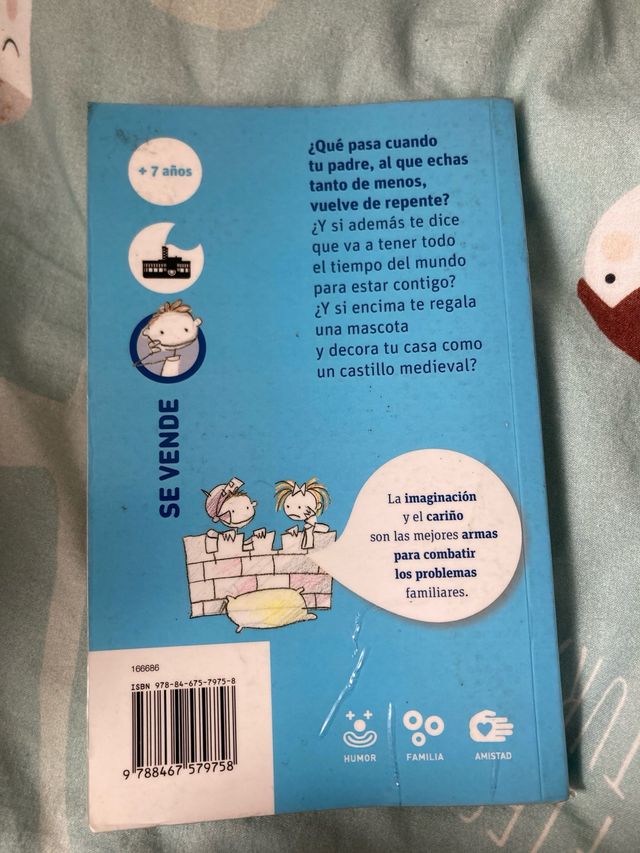 + 7 años
SE VENDE
¿Qué pasa cuando
tu padre, al que echas
tanto de menos,
vuelve de repente?
¿Y si además te dice
que va a tener todo
el tiempo del mundo
para estar contigo?
¿Y si encima te regala
una mascota
y decora tu casa como
un castillo medieval?
La imaginación
y el cariño
son las mejores armas
para combatir
los problemas
familiares.
166686
ISBN 978-84-675-7975-8
9 788467 579758
HUMOR
FAMILIA
AMISTAD